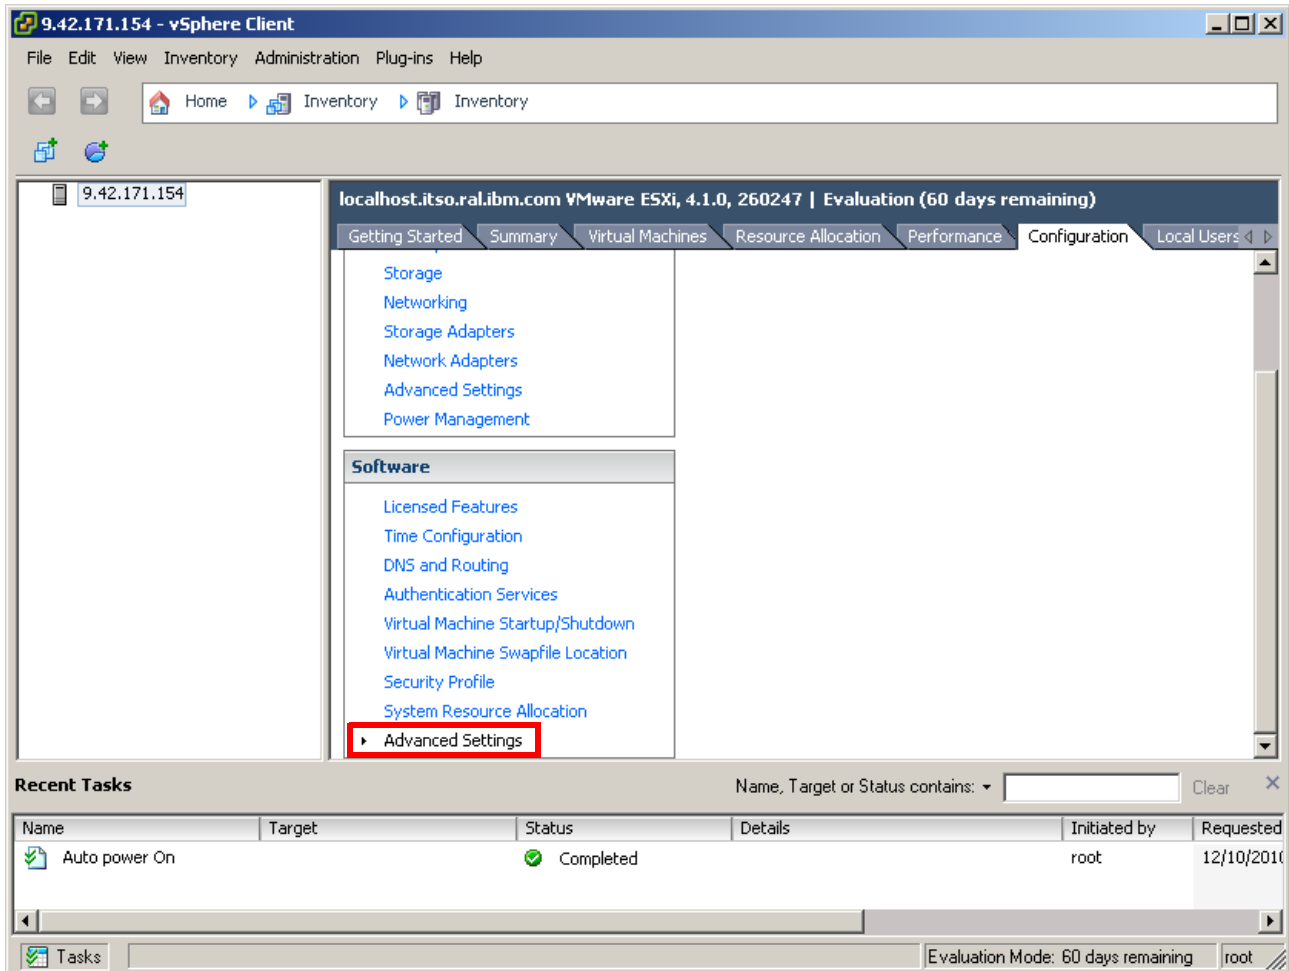 9.42.171.154 - vSphere Client
File Edit View Inventory Administration Plug-ins Help
Home Inventory Inventory
9.42.171.154
localhost.itso.ral.ibm.com VMware ESXi, 4.1.0, 260247 | Evaluation (60 days remaining)
Getting Started Summary Virtual Machines Resource Allocation Performance Configuration Local Users
Storage
Networking
Storage Adapters
Network Adapters
Advanced Settings
Power Management
Software
Licensed Features
Time Configuration
DNS and Routing
Authentication Services
Virtual Machine Startup/Shutdown
Virtual Machine Swapfile Location
Security Profile
System Resource Allocation
Advanced Settings
Recent Tasks
Name, Target or Status contains:
Clear
Name Target Status Details Initiated by Requested
Auto power On Completed root 12/10/2010
Tasks
Evaluation Mode: 60 days remaining
root